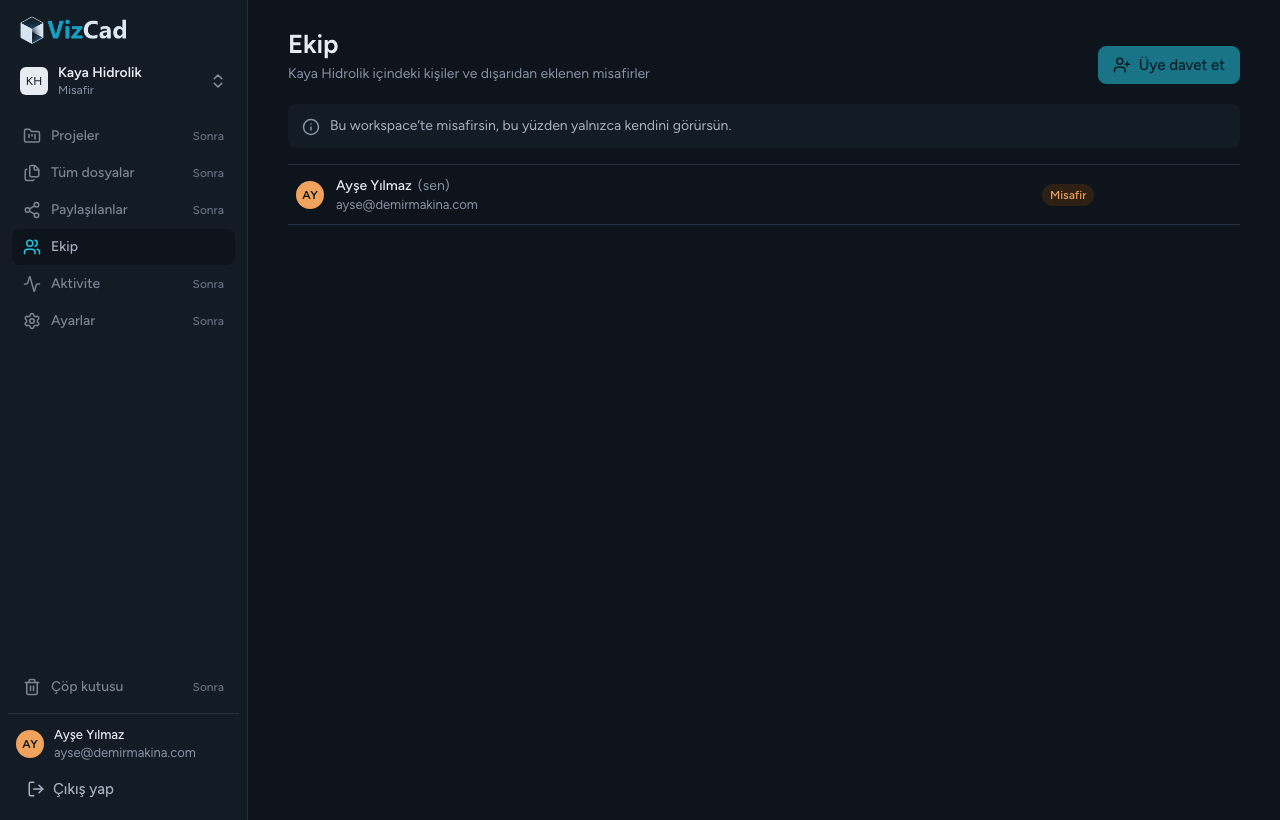 VizCad
KH
Kaya Hidrolik
Misafir
Projeler Sonra
Tüm dosyalar Sonra
Paylaşılanlar Sonra
Ekip
Aktivite Sonra
Ayarlar Sonra
Çöp kutusu Sonra
AY
Ayşe Yılmaz
ayse@demirmakina.com
Çıkış yap
Ekip
Kaya Hidrolik içindeki kişiler ve dışarıdan eklenen misafirler
Üye davet et
Bu workspace'te misafirsin, bu yüzden yalnızca kendini görürsün.
AY
Ayşe Yılmaz (sen)
ayse@demirmakina.com
Misafir